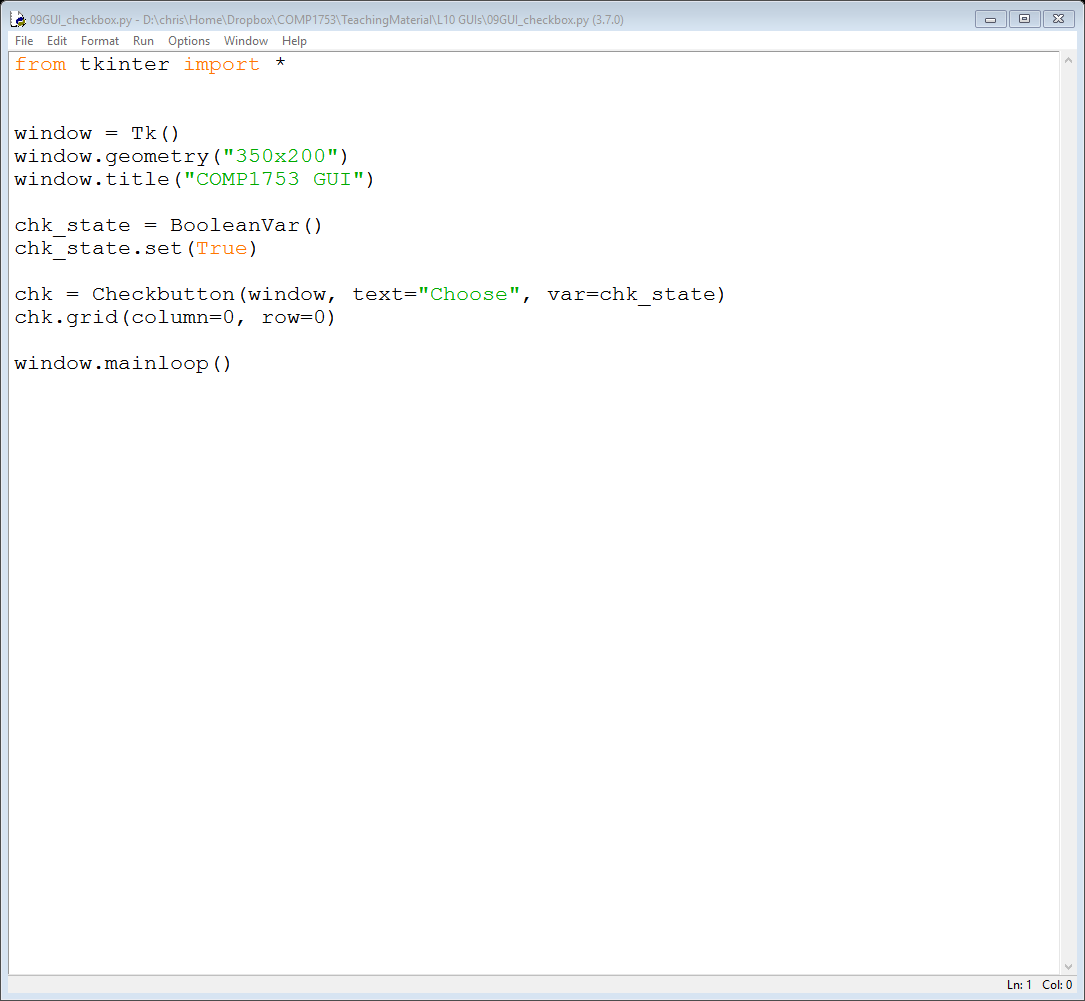 09GUI_checkbox.py - D:\chris\Home\Dropbox\COMP1753\TeachingMaterial\L10 GUIs\09GUI_checkbox.py (3.7.0)
File Edit Format Run Options Window Help
from tkinter import *
window = Tk()
window.geometry("350x200")
window.title("COMP1753 GUI")
chk_state = BooleanVar()
chk_state.set(True)
chk = Checkbutton(window, text="Choose", var=chk_state)
chk.grid(column=0, row=0)
window.mainloop()
Ln: 1 Col: 0